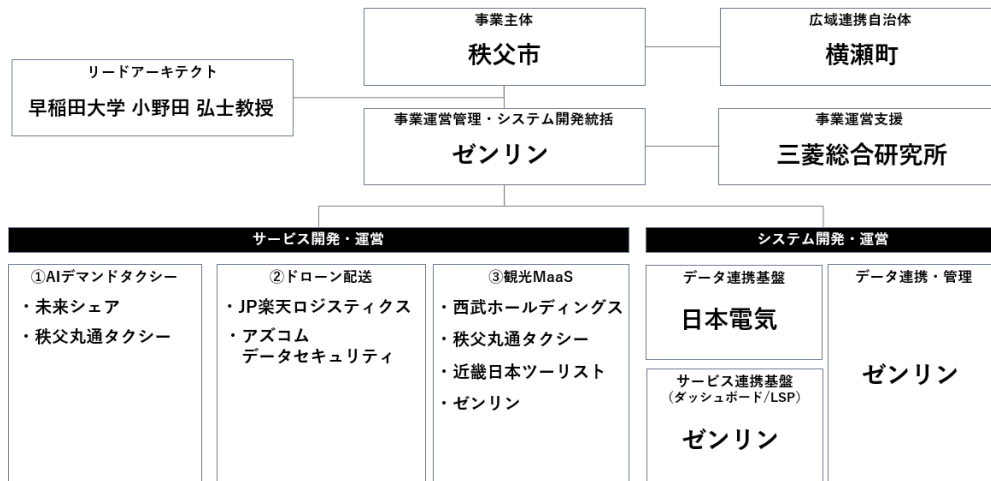 事業主体
秩父市
広域連携自治体
横瀬町
リードアーキテクト
早稲田大学 小野田 弘士教授
事業運営管理・システム開発統括
ゼンリン
事業運営支援
三菱総合研究所
サービス開発・運営
システム開発・運営
①AIデマンドタクシー
・未来シェア
・秩父丸通タクシー
②ドローン配送
・JP楽天ロジスティクス
・アズコム
データセキュリティ
③観光MaaS
・西武ホールディングス
・秩父丸通タクシー
・近畿日本ツーリスト
・ゼンリン
データ連携基盤
日本電気
サービス連携基盤
（ダッシュボード/LSP）
ゼンリン
データ連携・管理
ゼンリン